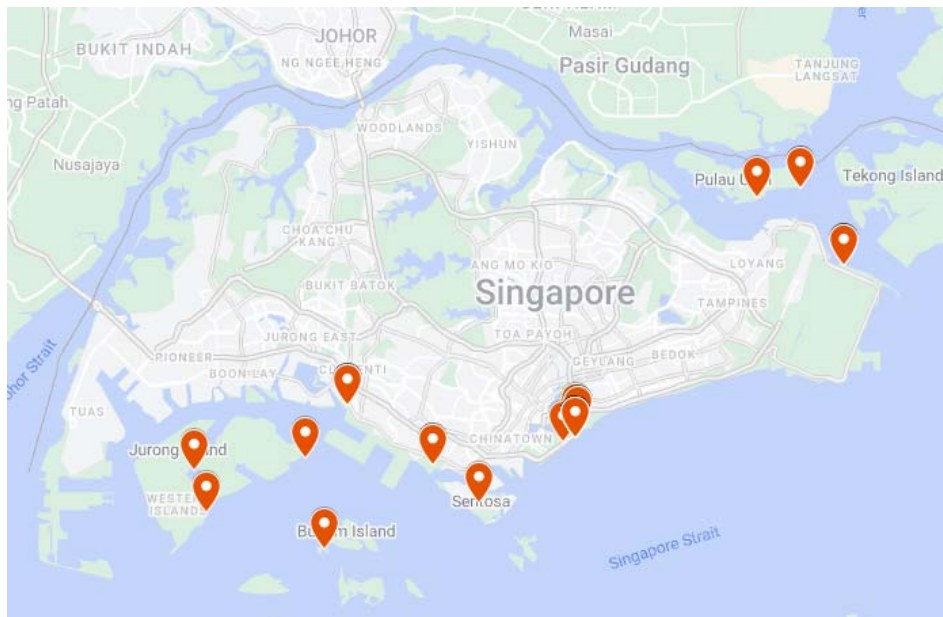 JOHOR
BUKIT INDAH
NG NGEE HENG
Masai
Pasir Gudang
TANJUNG
LANGSAT
ng Patah
Nusajaya
WOODLANDS
YISHUN
Pulau
Tekong Island
CHOA CHU
KANG
ANG MO KIO
LOYANG
BUKIT BATOK
Singapore
TAMPINES
TOA PAYOH
JURONG EAST
PIONEER
BOON LAY
GEYLANG
BEDOK
Strait
TUAS
CHINATOWN
Jurong
WESTERN
ISLANDS
Sentosa
Island
Singapore Strait